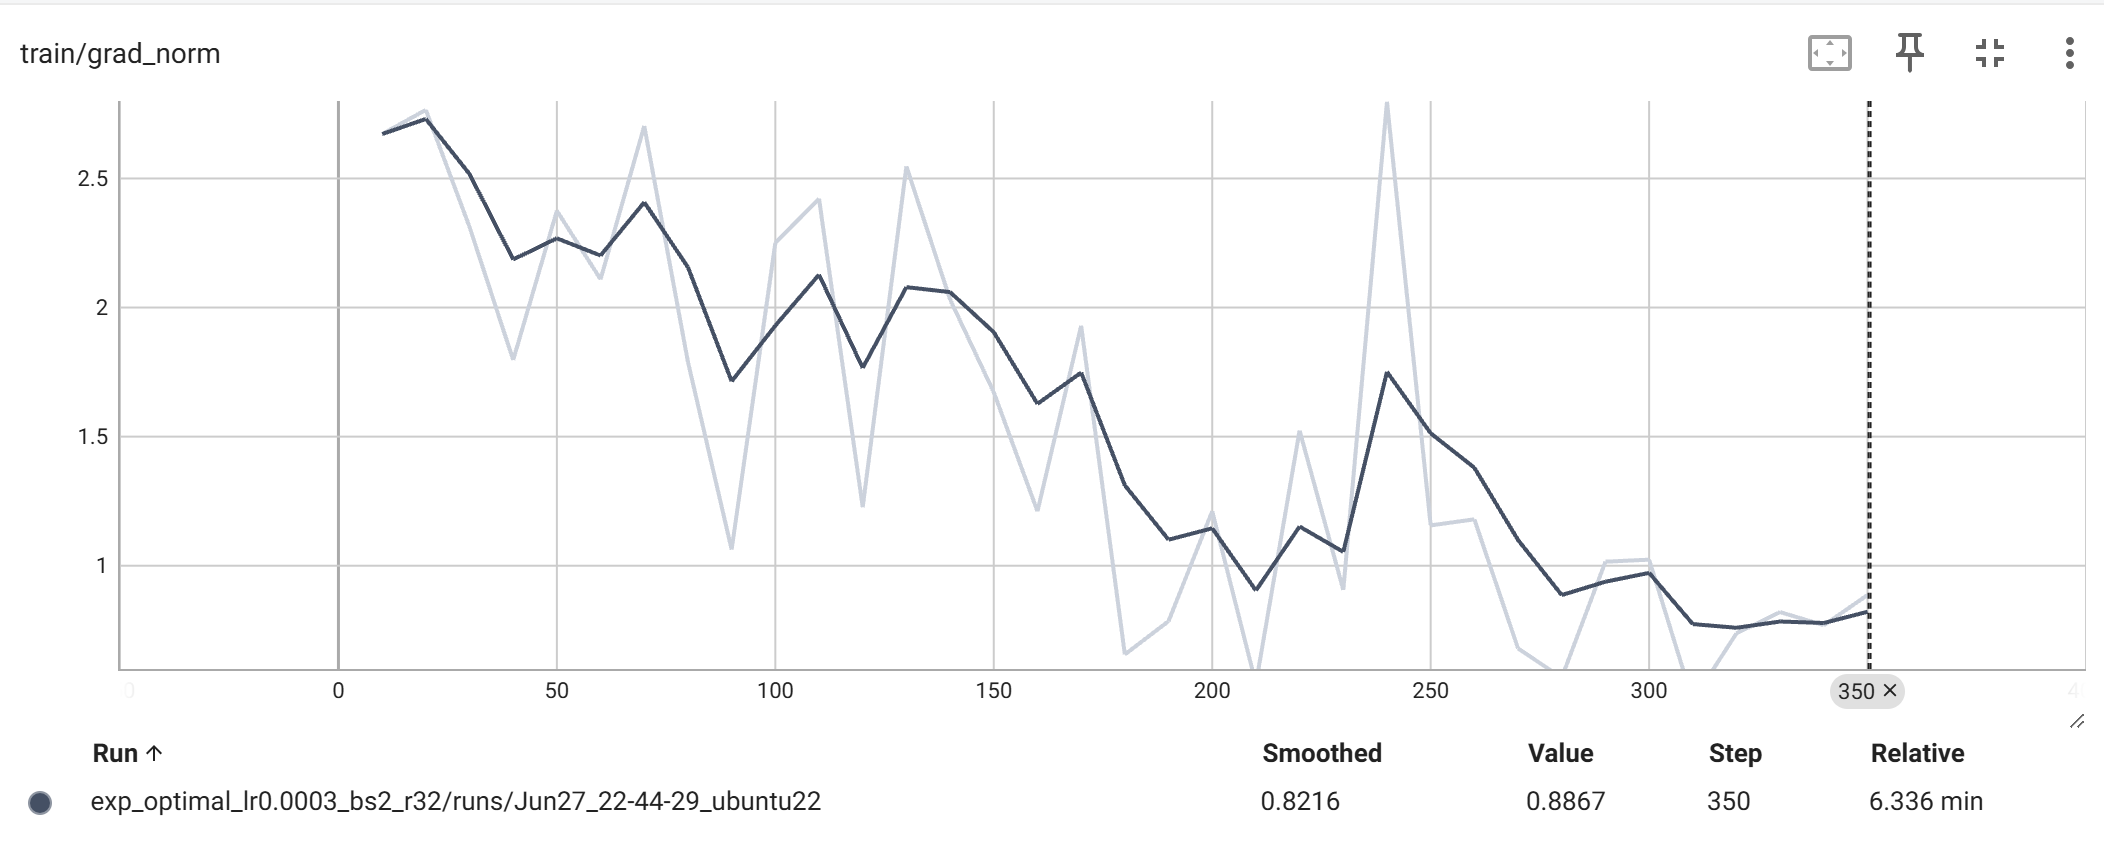 train/grad_norm
2.5
2
1.5
1
0 0 50 100 150 200 250 300 350 ✕
Run ↑ Smoothed Value Step Relative
exp_optimal_lr0.0003_bs2_r32/runs/Jun27_22-44-29_ubuntu22 0.8216 0.8867 350 6.336 min